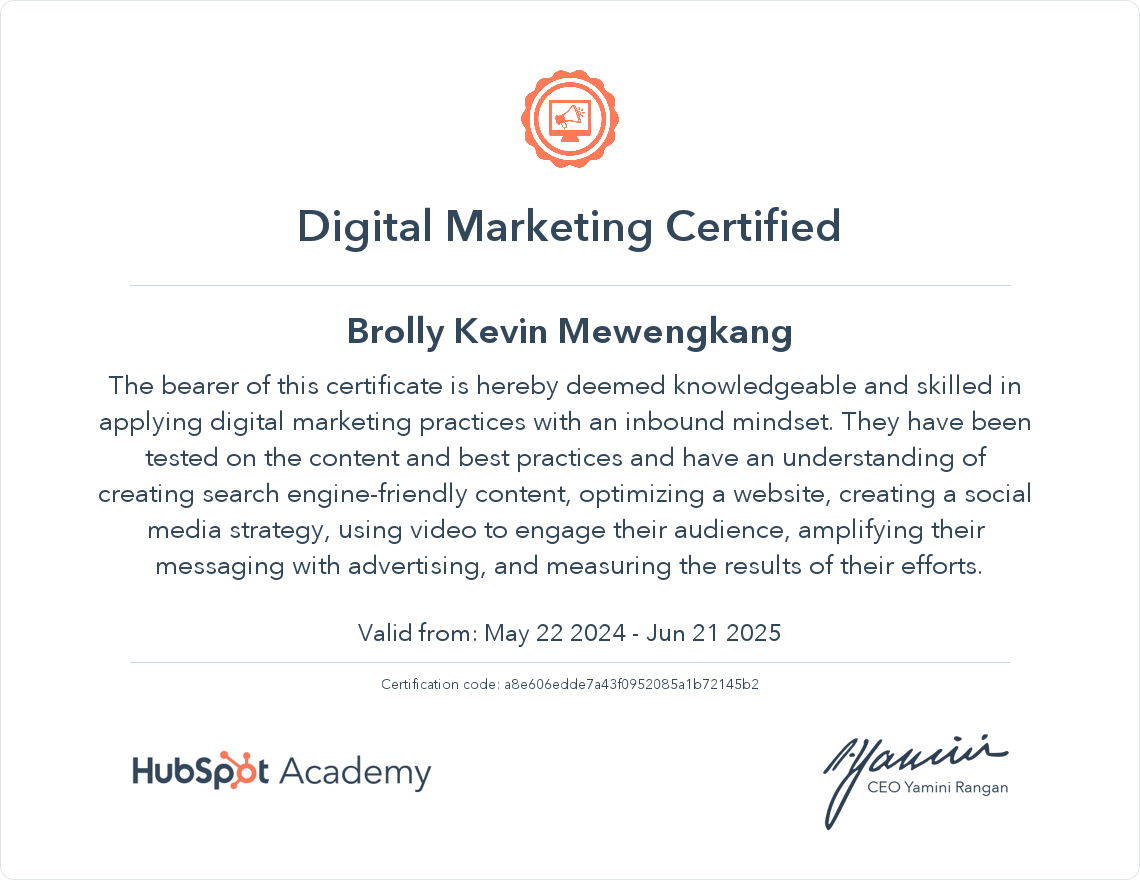 Digital Marketing Certified
Brolly Kevin Mewengkang
The bearer of this certificate is hereby deemed knowledgeable and skilled in
applying digital marketing practices with an inbound mindset. They have been
tested on the content and best practices and have an understanding of
creating search engine-friendly content, optimizing a website, creating a social
media strategy, using video to engage their audience, amplifying their
messaging with advertising, and measuring the results of their efforts.
Valid from: May 22 2024 - Jun 21 2025
Certification code: a8e606edde7a43f0952085a1b72145b2
HubSpot Academy
CEO Yamini Rangan